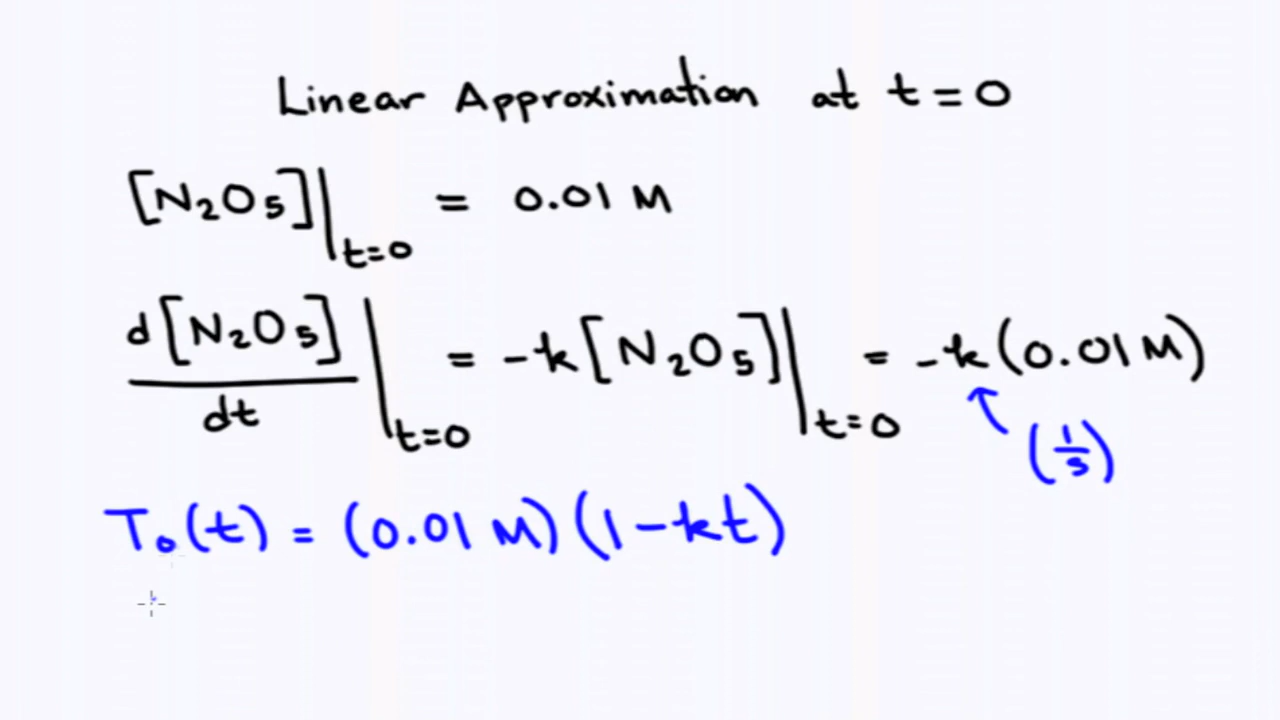 Linear Approximation at t=0
[N₂O₅]|t=0 = 0.01 M
d[N₂O₅]/dt|t=0 = -k[N₂O₅]|t=0 = -k(0.01 M)
(1/s)
T₀(t) = (0.01 M)(1-kt)